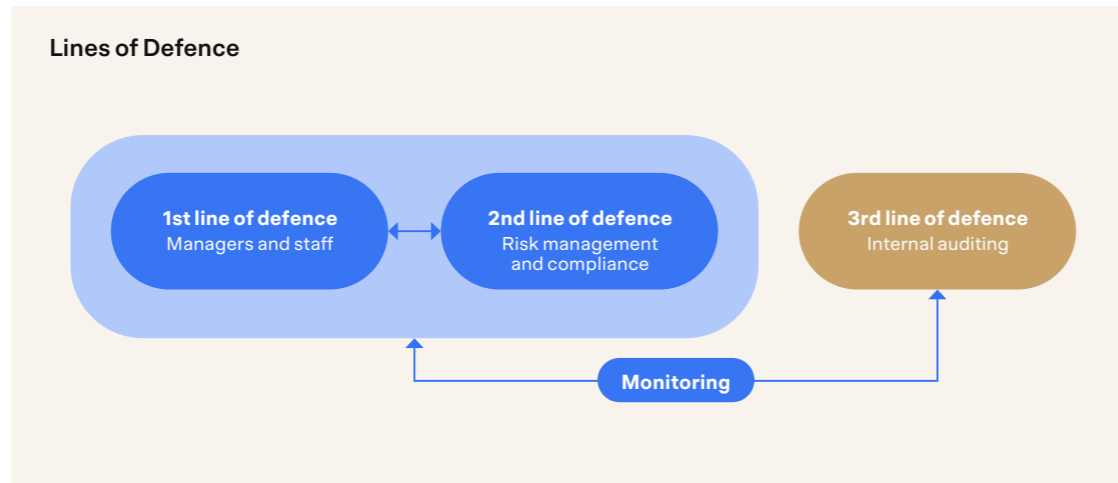 Lines of Defence
1st line of defence
Managers and staff
2nd line of defence
Risk management
and compliance
3rd line of defence
Internal auditing
Monitoring